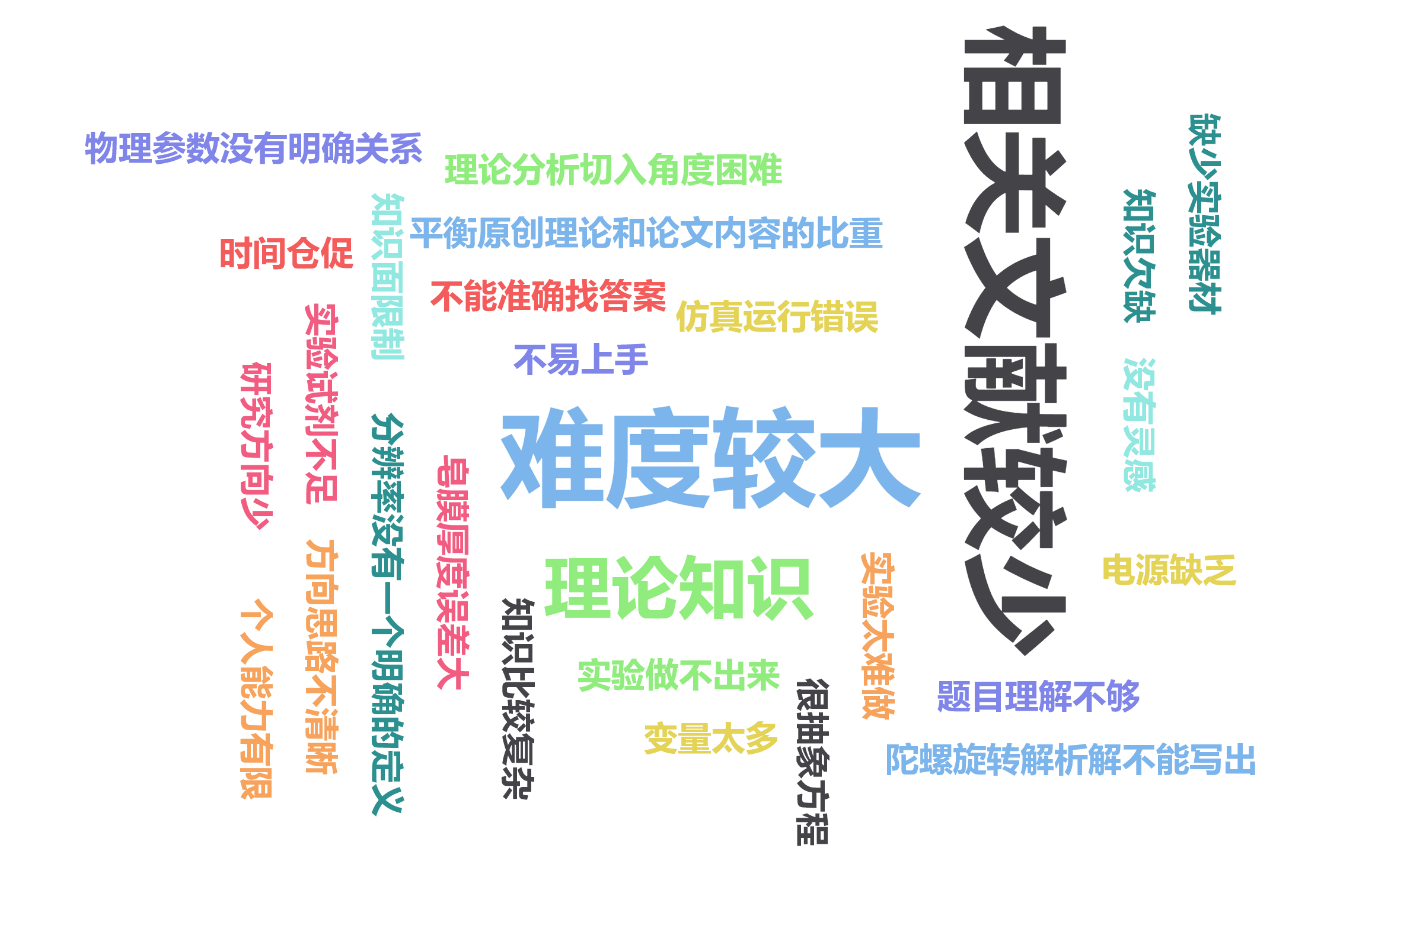 物理参数没有明确关系
理论分析切入角度困难
相关文献较少
缺少实验器材
知识面限制
平衡原创理论和论文内容的比重
知识欠缺
时间仓促
不能准确找答案
仿真运行错误
实验试剂不足
不易上手
研究方向少
没有灵感
难度较大
分辨率没有一个明确的定义
皂膜厚度误差大
方向思路不清晰
理论知识
实验太难做
电源缺乏
个人能力有限
知识比较复杂
实验做不出来
很抽象方程
题目理解不够
变量太多
陀螺旋转解析解不能写出